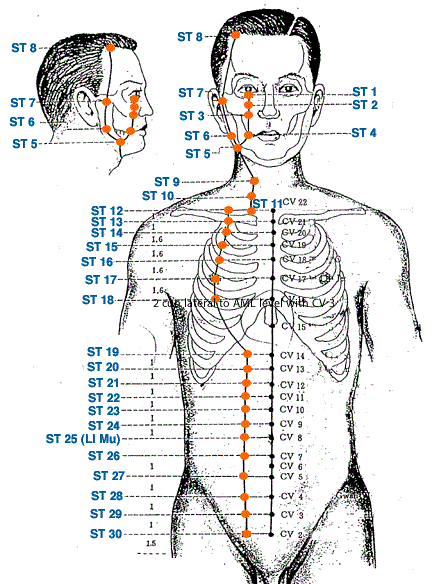 ST 8
ST 7
ST 6
ST 5
ST 8
ST 7
ST 3
ST 6
ST 5
ST 1
ST 2
ST 4
ST 9
ST 10
ST 11
CV 22
ST 12
ST 13
CV 21
ST 14
1
CV 20
ST 15
1,6
CV 19
ST 16
1.6
CV 18
ST 17
1.6
CV 17
ST 18
1,6
2 cun lateral to AML level with CV 3
CV 15
ST 19
CV 14
ST 20
1
CV 13
ST 21
1
CV 12
ST 22
1
CV 11
ST 23
1
CV 10
ST 24
1
CV 9
ST 25 (LI Mu)
1
CV 8
ST 26
CV 7
1
CV 6
ST 27
CV 5
ST 28
1
CV 4
ST 29
1
CV 3
ST 30
1
CV 2
1.5